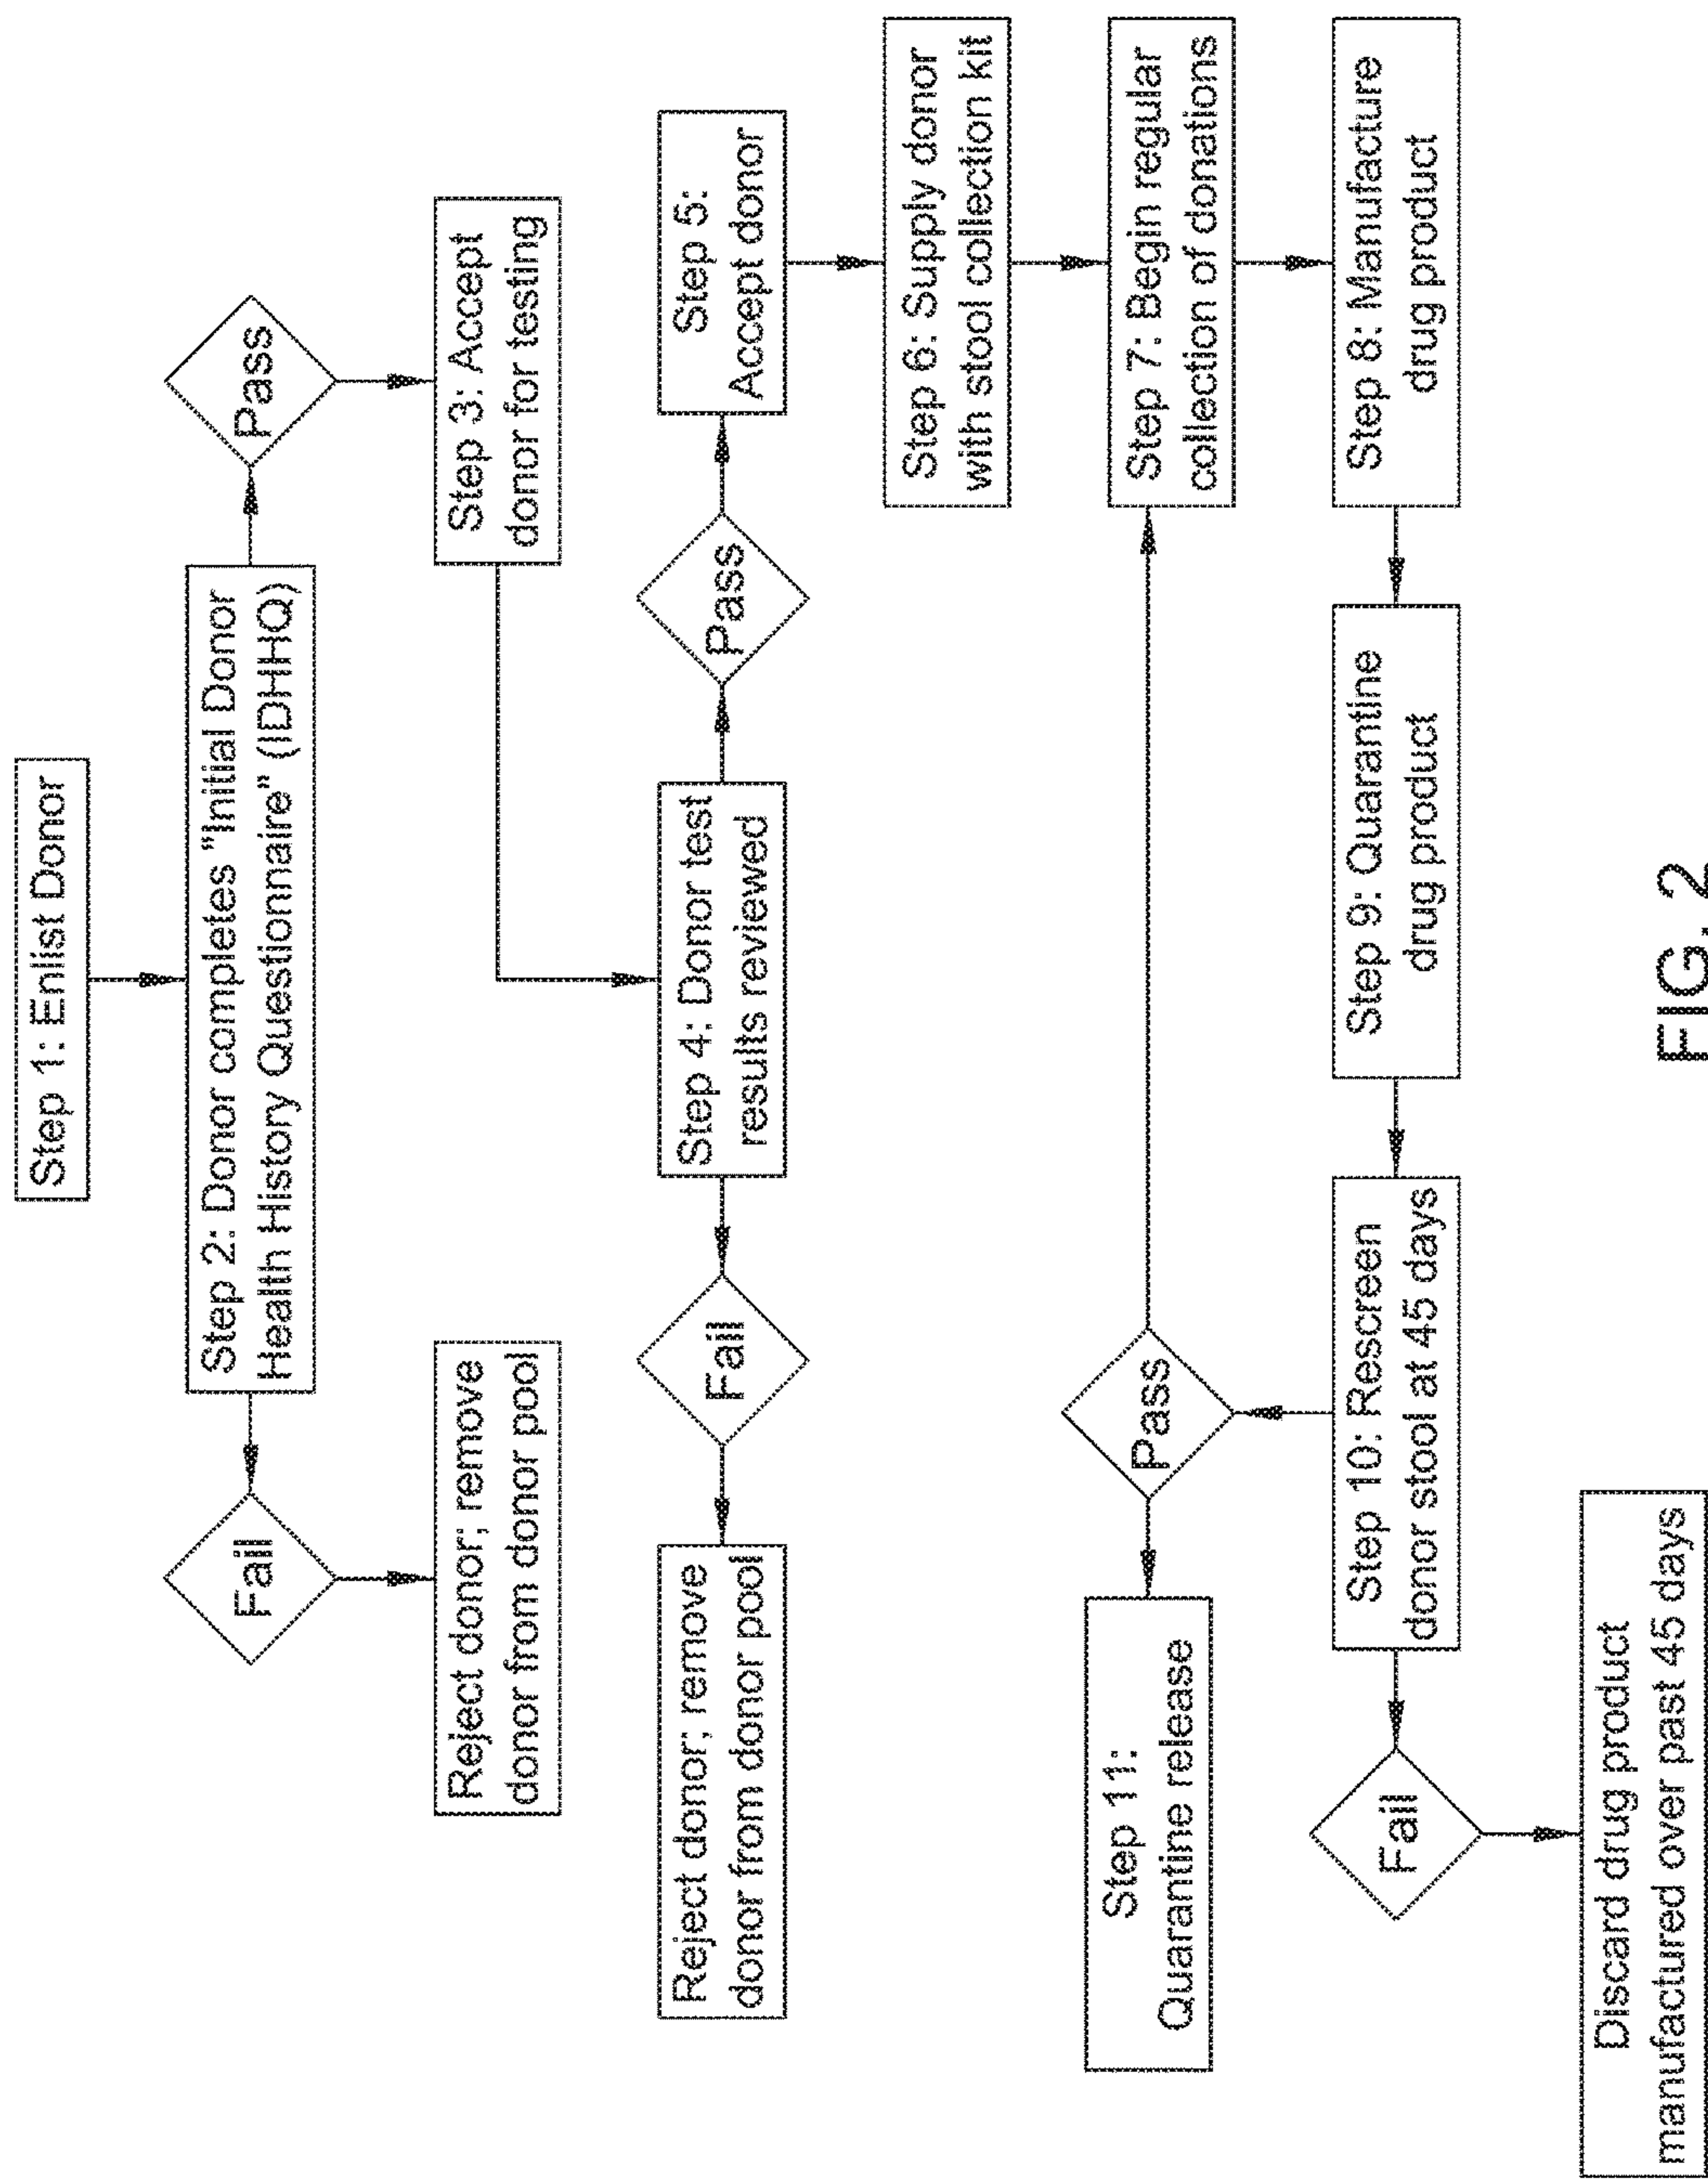 Step 1: Enlist Donor
Step 2: Donor completes "Initial Donor
Health History Questionnaire" (IDHHQ)
Fail
Pass
Reject donor; remove
donor from donor pool
Step 3: Accept
donor for testing
Reject donor; remove
donor from donor pool
Fail
Step 4: Donor test
results reviewed
Pass
Step 5:
Accept donor
Step 6: Supply donor
with stool collection kit
Step 11:
Quarantine release
Pass
Step 7: Begin regular
collection of donations
Fail
Step 10: Rescreen
donor stool at 45 days
Step 9: Quarantine
drug product
Step 8: Manufacture
drug product
Discard drug product
manufactured over past 45 days
FIG. 2